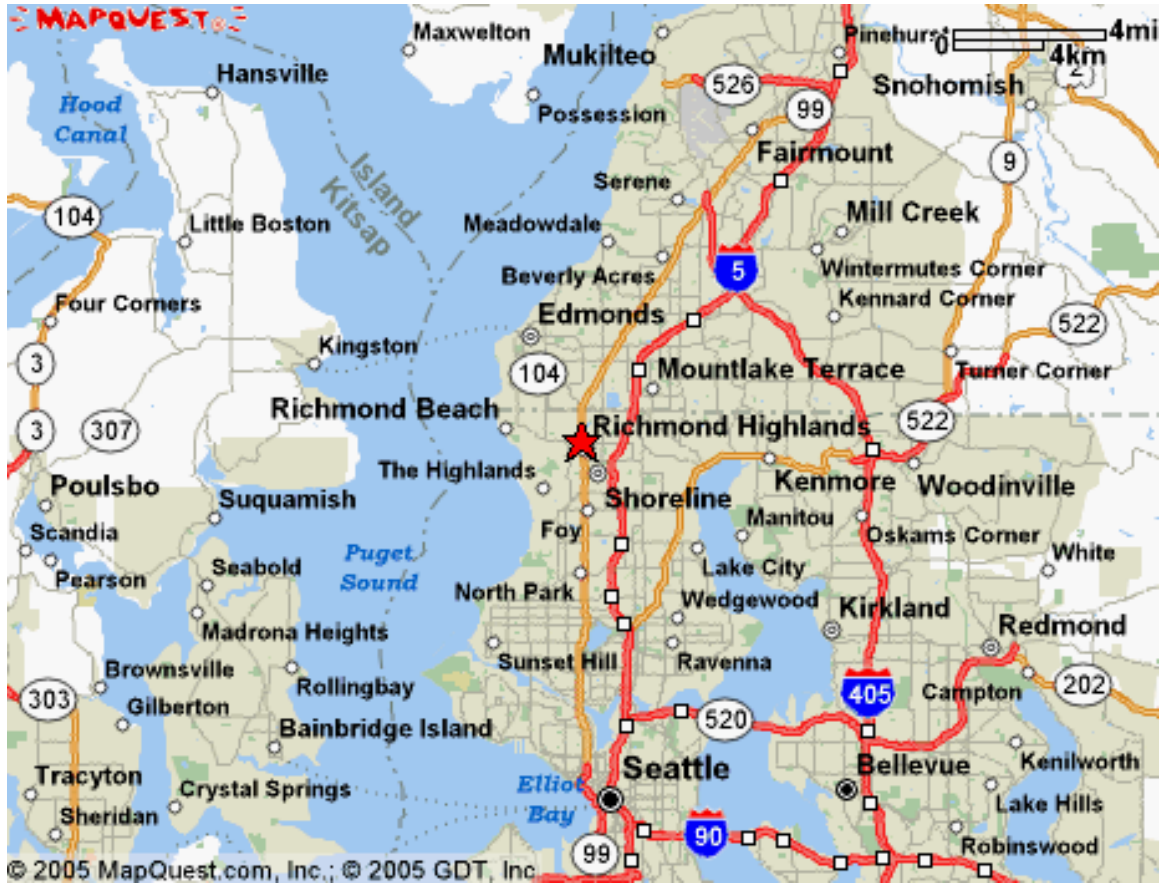 MAPQUEST
Maxwelton
Mukilteo
Pinehurst
0
4mi
4km
Hansville
526
2
Snohomish
Hood
Canal
Possession
99
Fairmount
9
Island
Kitsap
Serene
104
Little Boston
Meadowdale
Mill Creek
Beverly Acres
5
Wintermutes Corner
Four Corners
Kennard Corner
Edmonds
522
3
Kingston
104
Mountlake Terrace
Turner Corner
Richmond Beach
3
307
Richmond Highlands
522
The Highlands
Poulsbo
Suquamish
Shoreline
Kenmore
Woodinville
Scandia
Foy
Manitou
Oskams Corner
Puget
Sound
Pearson
Seabold
Lake City
White
North Park
Wedgewood
Kirkland
Madrona Heights
Redmond
Brownsville
Sunset Hill
Ravenna
303
Rollingbay
405
Campton
202
Gilberton
Bainbridge Island
520
Tracyton
Crystal Springs
Elliot
Bay
Seattle
Bellevue
Kenilworth
Sheridan
Lake Hills
99
90
Robinswood
© 2005 MapQuest.com, Inc.; © 2005 GDT, Inc.